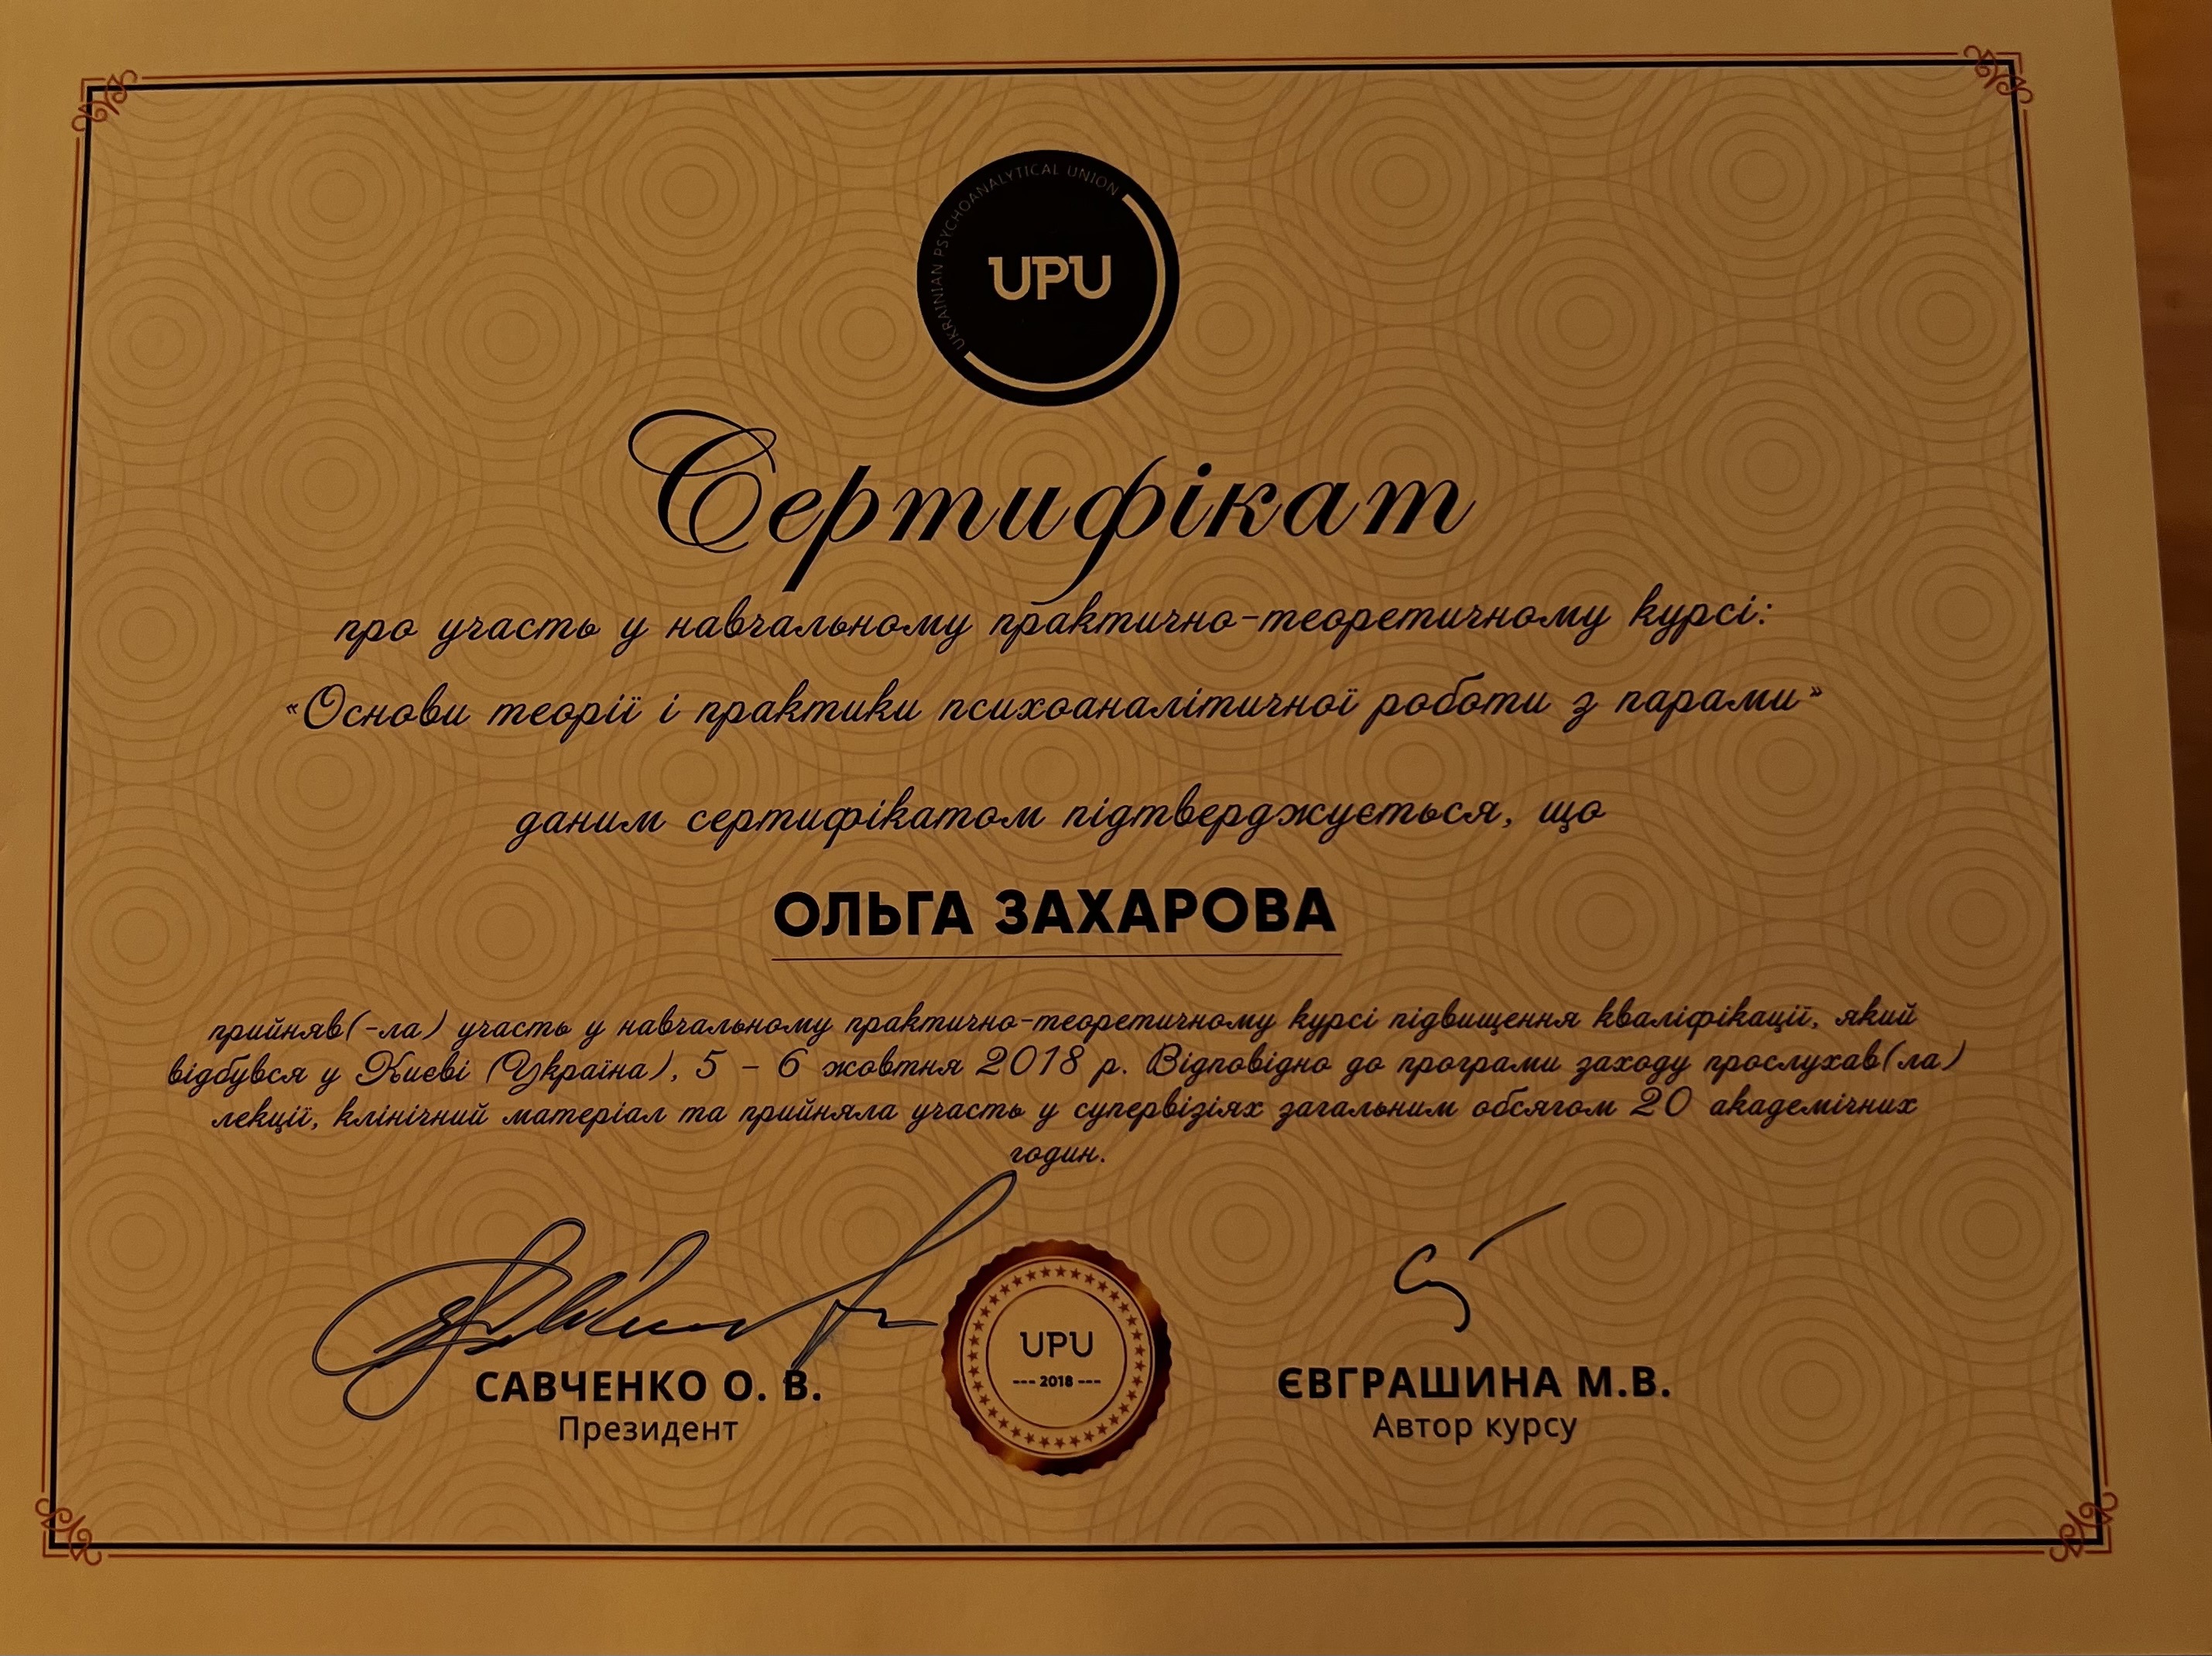 UKRAINIAN PSYCHOANALYTICAL UNION
UPU
Сертифікат
про участь у навчальному практично-теоретичному курсі:
«Основи теорії і практики психоаналітичної роботи з парами»
даним сертифікатом підтверджується, що
ОЛЬГА ЗАХАРОВА
прийняв(-ла) участь у навчальному практично-теоретичному курсі підвищення кваліфікації, який
відбувся у Києві (Україна), 5 - 6 жовтня 2018 р. Відповідно до програми заходу прослухав(ла)
лекції, клінічний матеріал та прийняла участь у супервізіях загальним обсягом 20 академічних
годин.
САВЧЕНКО О. В.
Президент
UPU
--- 2018 ---
ЄВГРАШИНА М.В.
Автор курсу